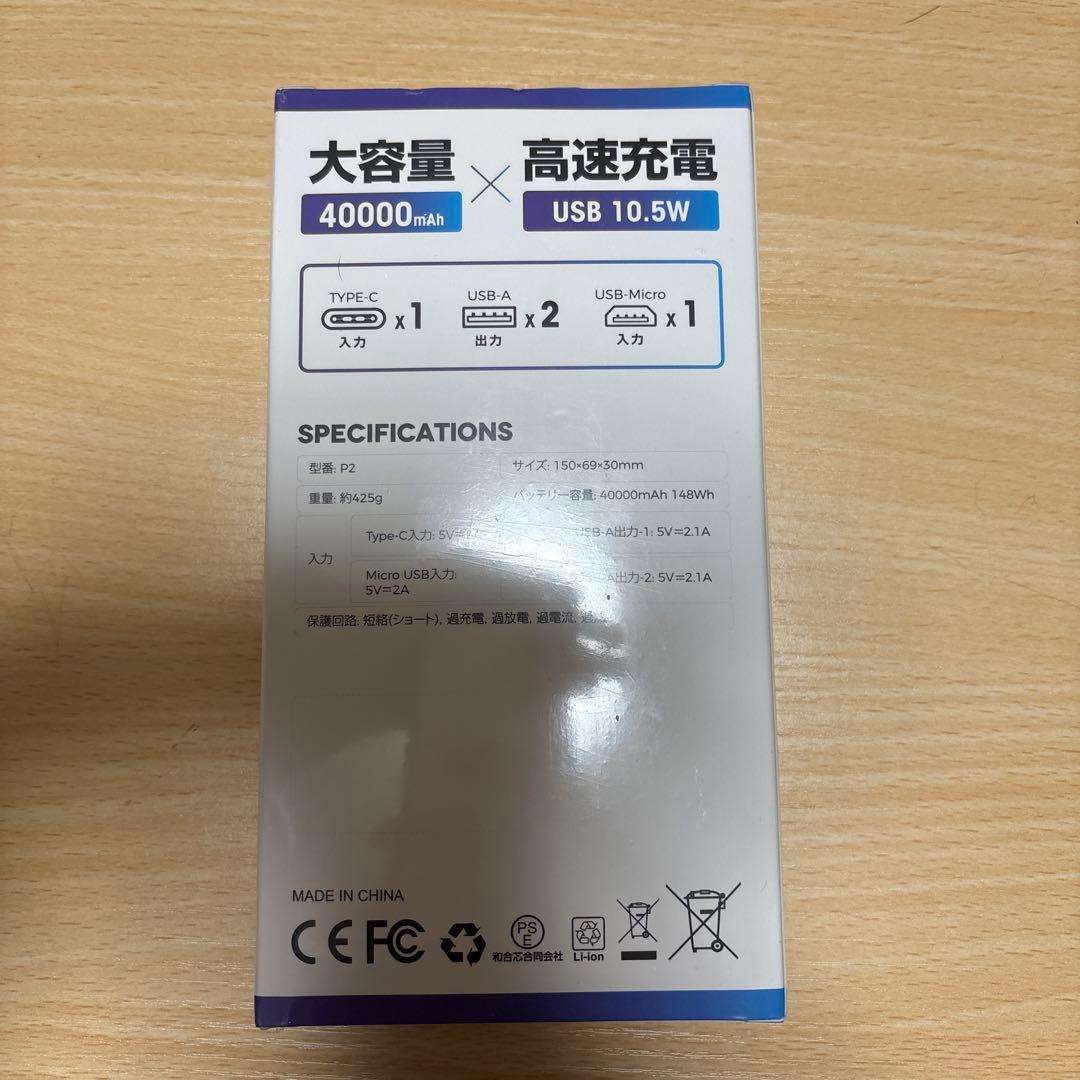 大容量 × 高速充電
40000mAh USB 10.5W
TYPE-C USB-A USB-Micro
x1 x2 x1
入力 出力 入力
SPECIFICATIONS
型番: P2 サイズ: 150×69×30mm
重量: 約425g バッテリー容量: 40000mAh 148Wh
Type-C入力: 5V= USB-A出力-1: 5V=2.1A
入力
Micro USB入力: USB-A出力-2: 5V=2.1A
5V=2A
保護回路: 短絡(ショート), 過充電, 過放電, 過電流,
MADE IN CHINA
CE FC PSE
和合芯合同会社 Li-ion